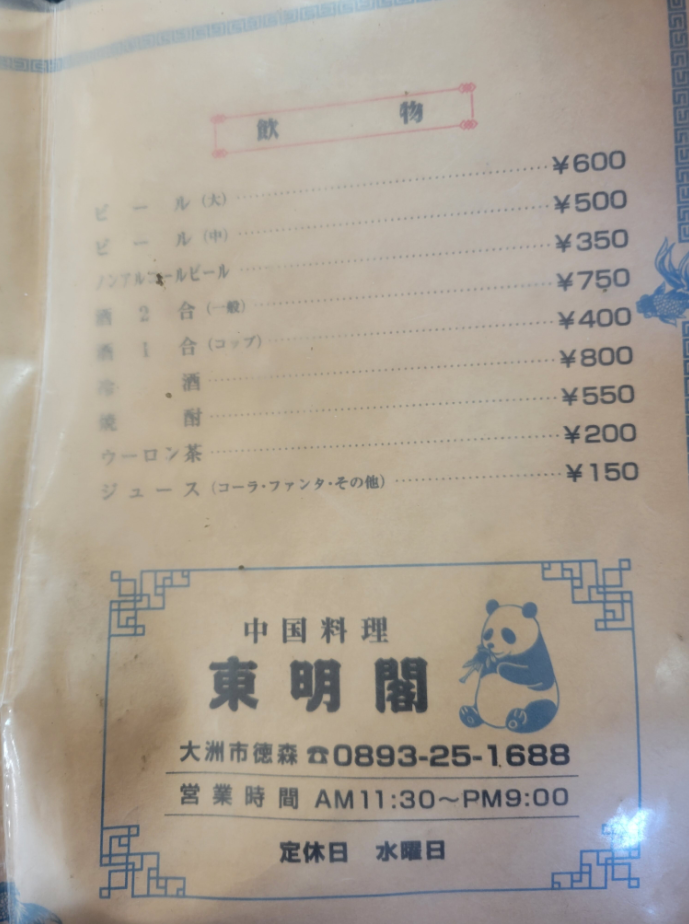 飲物
ビール（大）……¥600
ビール（中）……¥500
ノンアルコールビール……¥350
酒2合（一般）……¥750
酒1合（コップ）……¥400
冷酒……¥800
焼酎……¥550
ウーロン茶……¥200
ジュース（コーラ・ファンタ・その他）……¥150
中国料理
東明閣
大洲市徳森 ☎0893-25-1688
営業時間 AM11:30～PM9:00
定休日 水曜日